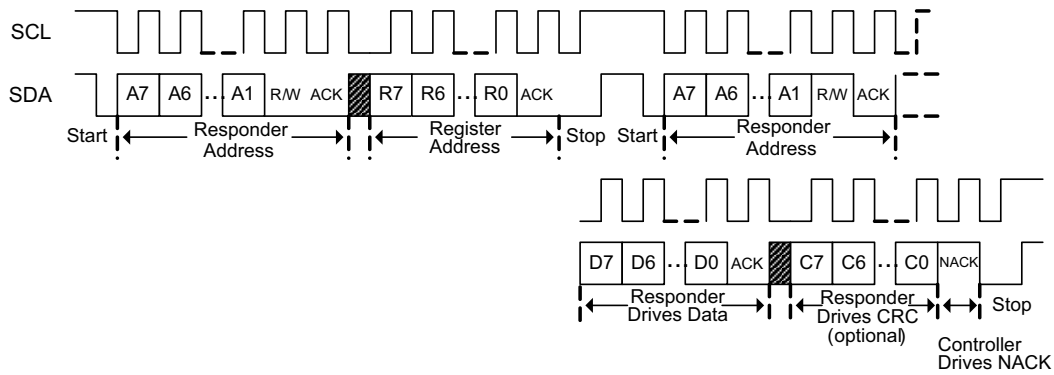 SCL
SDA
A7 A6 ... A1 R/W ACK R7 R6 ... R0 ACK A7 A6 ... A1 R/W ACK
Start Responder Address Register Address Stop Start Responder Address
D7 D6 ... D0 ACK C7 C6 ... C0 NACK
Responder Drives Data Responder Drives CRC (optional) Stop
Controller Drives NACK